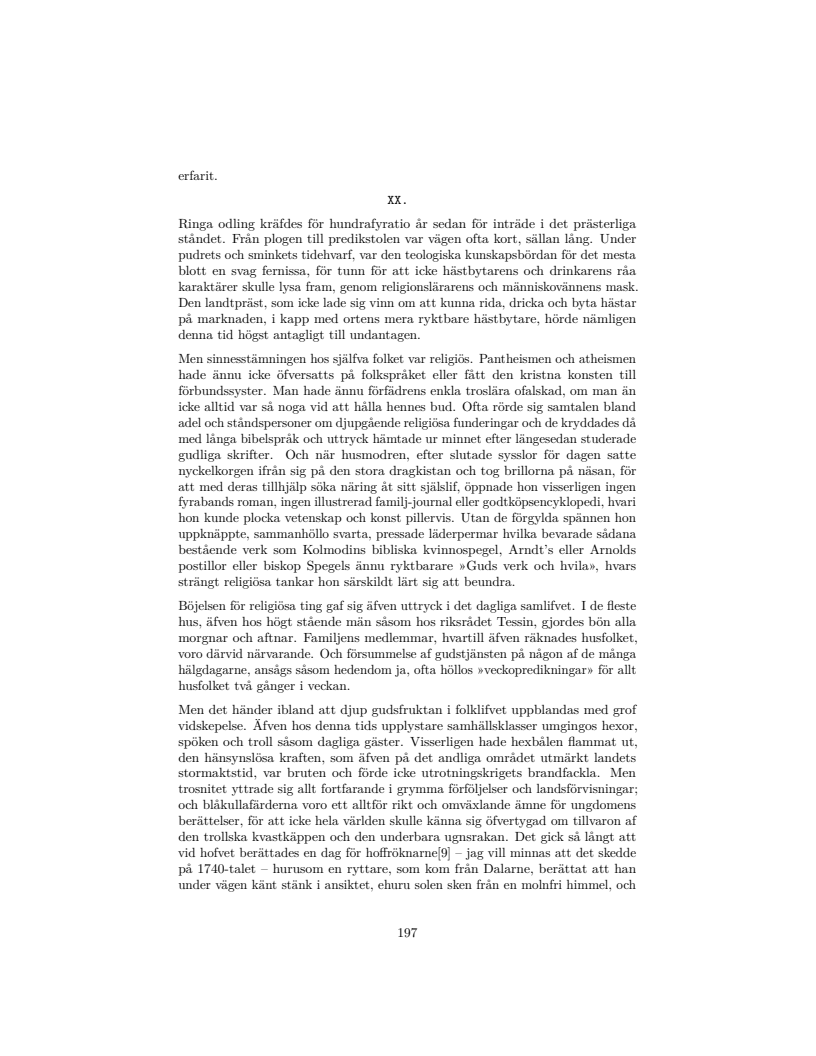 erfarit.
XX.
Ringa odling kräfdes för hundrafyratio år sedan för inträde i det prästerliga
ståndet. Från plogen till predikstolen var vägen ofta kort, sällan lång. Under
pudrets och sminkets tidehvarf, var den teologiska kunskapsbördan för det mesta
blott en svag fernissa, för tunn för att icke hästbytarens och drinkarens råa
karaktärer skulle lysa fram, genom religionslärarens och människovännens mask.
Den landtpräst, som icke lade sig vinn om att kunna rida, dricka och byta hästar
på marknaden, i kapp med ortens mera ryktbare hästbytare, hörde nämligen
denna tid högst antagligt till undantagen.
Men sinnesstämningen hos själfva folket var religiös. Pantheismen och atheismen
hade ännu icke öfversatts på folkspråket eller fått den kristna konsten till
förbundssyster. Man hade ännu förfädrens enkla troslära ofalskad, om man än
icke alltid var så noga vid att hålla hennes bud. Ofta rörde sig samtalen bland
adel och ståndspersoner om djupgående religiösa funderingar och de kryddades då
med långa bibelspråk och uttryck hämtade ur minnet efter längesedan studerade
gudliga skrifter. Och när husmodren, efter slutade sysslor för dagen satte
nyckelkorgen ifrån sig på den stora dragkistan och tog brillorna på näsan, för
att med deras tillhjälp söka näring åt sitt själslif, öppnade hon visserligen ingen
fyrabands roman, ingen illustrerad familj-journal eller godtköpsencyklopedi, hvari
hon kunde plocka vetenskap och konst pillervis. Utan de förgylda spännen hon
uppknäppte, sammanhöllo svarta, pressade läderpermar hvilka bevarade sådana
bestående verk som Kolmodins bibliska kvinnospegel, Arndt's eller Arnolds
postillor eller biskop Spegels ännu ryktbarare »Guds verk och hvila», hvars
strängt religiösa tankar hon särskildt lärt sig att beundra.
Böjelsen för religiösa ting gaf sig äfven uttryck i det dagliga samlifvet. I de fleste
hus, äfven hos högt stående män såsom hos riksrådet Tessin, gjordes bön alla
morgnar och aftnar. Familjens medlemmar, hvartill äfven räknades husfolket,
voro därvid närvarande. Och försummelse af gudstjänsten på någon af de många
hälgdagarne, ansågs såsom hedendom ja, ofta höllos »veckopredikningar» för allt
husfolket två gånger i veckan.
Men det händer ibland att djup gudsfruktan i folklifvet uppblandas med grof
vidskepelse. Äfven hos denna tids upplystare samhällsklasser umgingos hexor,
spöken och troll såsom dagliga gäster. Visserligen hade hexbålen flammat ut,
den hänsynslösa kraften, som äfven på det andliga området utmärkt landets
stormaktstid, var bruten och förde icke utrotningskrigets brandfackla. Men
trosnitet yttrade sig allt fortfarande i grymma förföljelser och landsförvisningar;
och blåkullafärderna voro ett alltför rikt och omväxlande ämne för ungdomens
berättelser, för att icke hela världen skulle känna sig öfvertygad om tillvaron af
den trollska kvastkäppen och den underbara ugnsrakan. Det gick så långt att
vid hofvet berättades en dag för hoffröknarne[9] – jag vill minnas att det skedde
på 1740-talet – hurusom en ryttare, som kom från Dalarne, berättat att han
under vägen känt stänk i ansiktet, ehuru solen sken från en molnfri himmel, och
197